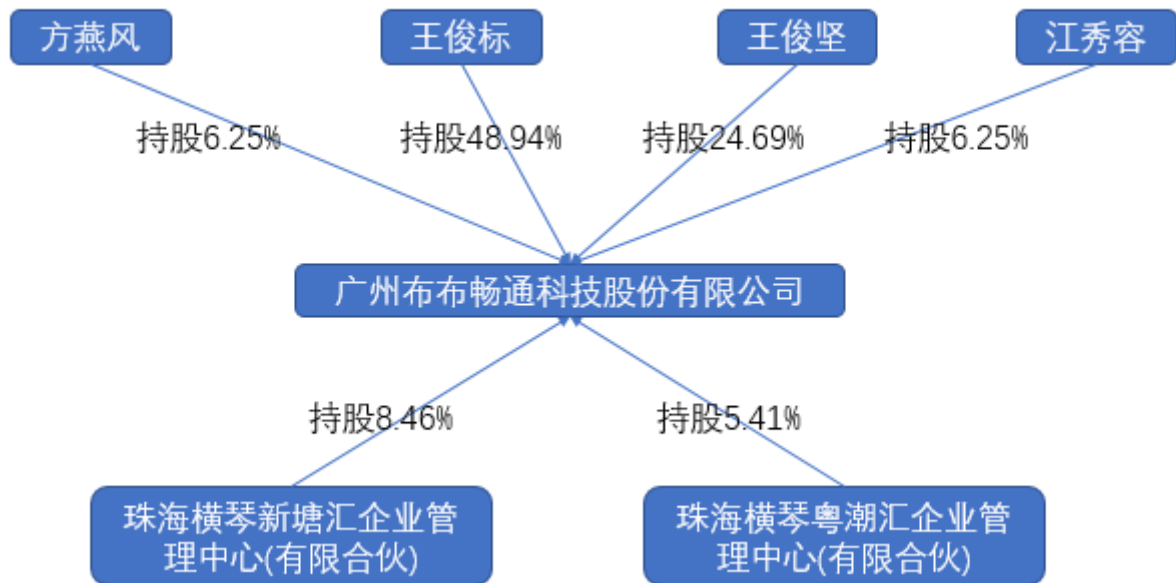 方燕风
王俊标
王俊坚
江秀容
持股6.25%
持股48.94%
持股24.69%
持股6.25%
广州布布畅通科技股份有限公司
持股8.46%
持股5.41%
珠海横琴新塘汇企业管
理中心(有限合伙)
珠海横琴粤潮汇企业管
理中心(有限合伙)